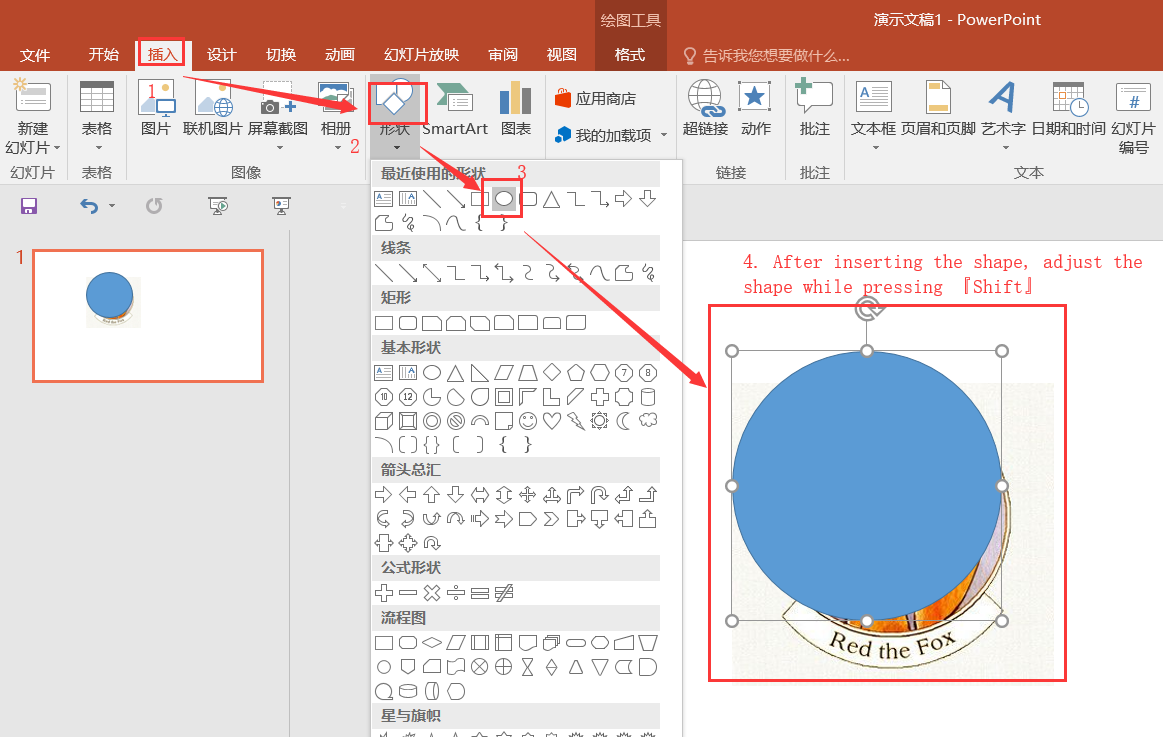 绘图工具
演示文稿1 - PowerPoint
文件 开始 插入 设计 切换 动画 幻灯片放映 审阅 视图 格式 告诉我您想要做什么...
1
新建
幻灯片
表格
图片
联机图片
屏幕截图
相册
2
形状
SmartArt
图表
应用商店
我的加载项
超链接
动作
批注
文本框
页眉和页脚
艺术字
日期和时间
幻灯片
编号
幻灯片 表格 图像 链接 批注 文本
最近使用的形状
3
线条
矩形
基本形状
7 8
10 12
箭头总汇
公式形状
流程图
星与旗帜
1
Red the Fox
4. After inserting the shape, adjust the
shape while pressing 『Shift』
Red the Fox